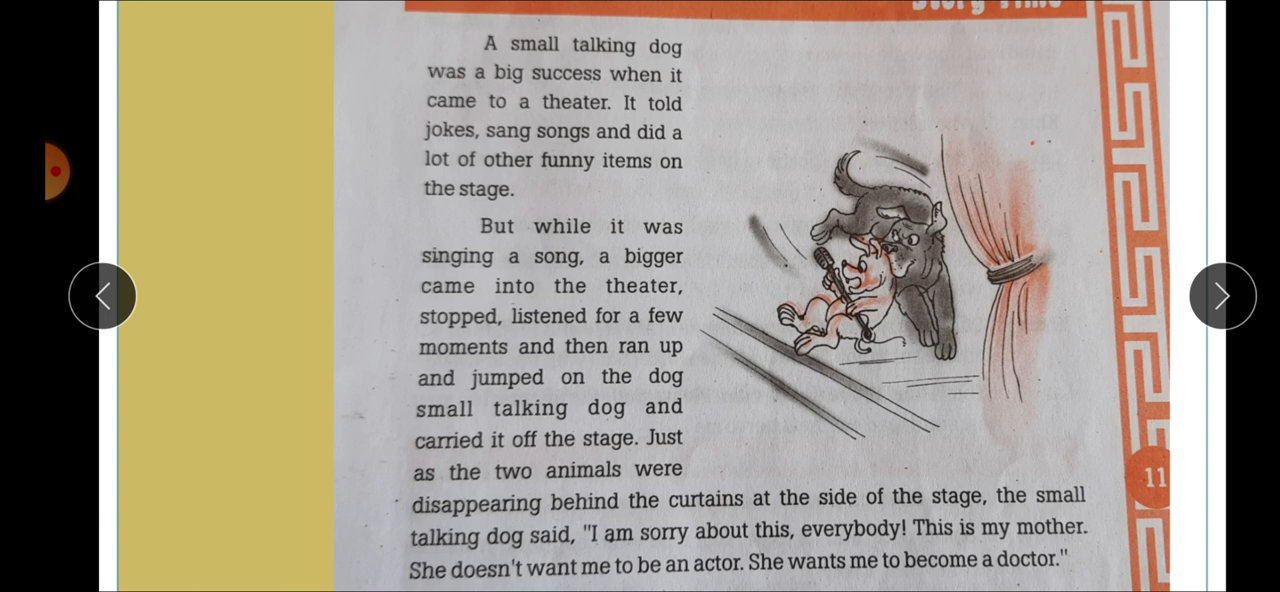 Story Time
A small talking dog
was a big success when it
came to a theater. It told
jokes, sang songs and did a
lot of other funny items on
the stage.
But while it was
singing a song, a bigger
came into the theater,
stopped, listened for a few
moments and then ran up
and jumped on the dog
small talking dog and
carried it off the stage. Just
as the two animals were
disappearing behind the curtains at the side of the stage, the small
talking dog said, "I am sorry about this, everybody! This is my mother.
She doesn't want me to be an actor. She wants me to become a doctor."
11